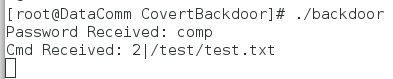 [root@DataComm CovertBackdoor]# ./backdoor
Password Received: comp
Cmd Received: 2|/test/test.txt